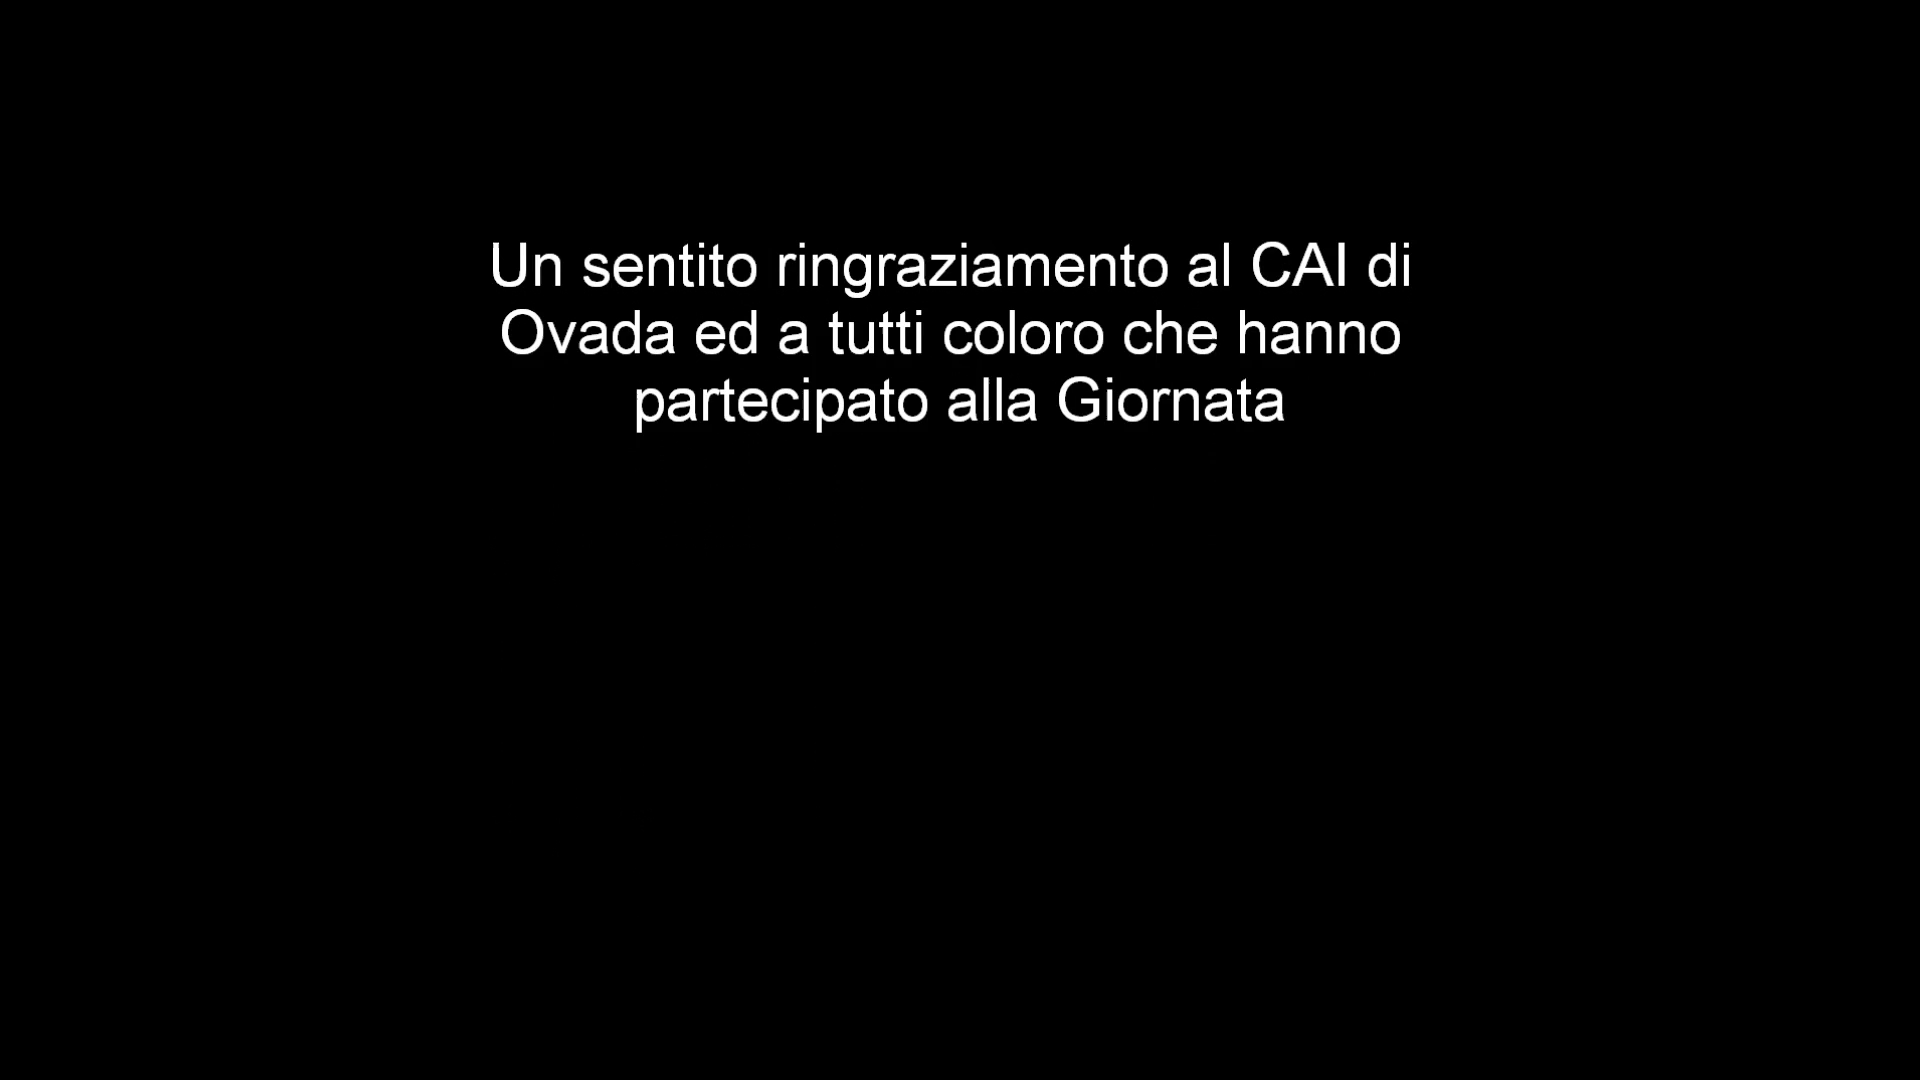 Un sentito ringraziamento al CAI di
Ovada ed a tutti coloro che hanno
partecipato alla Giornata